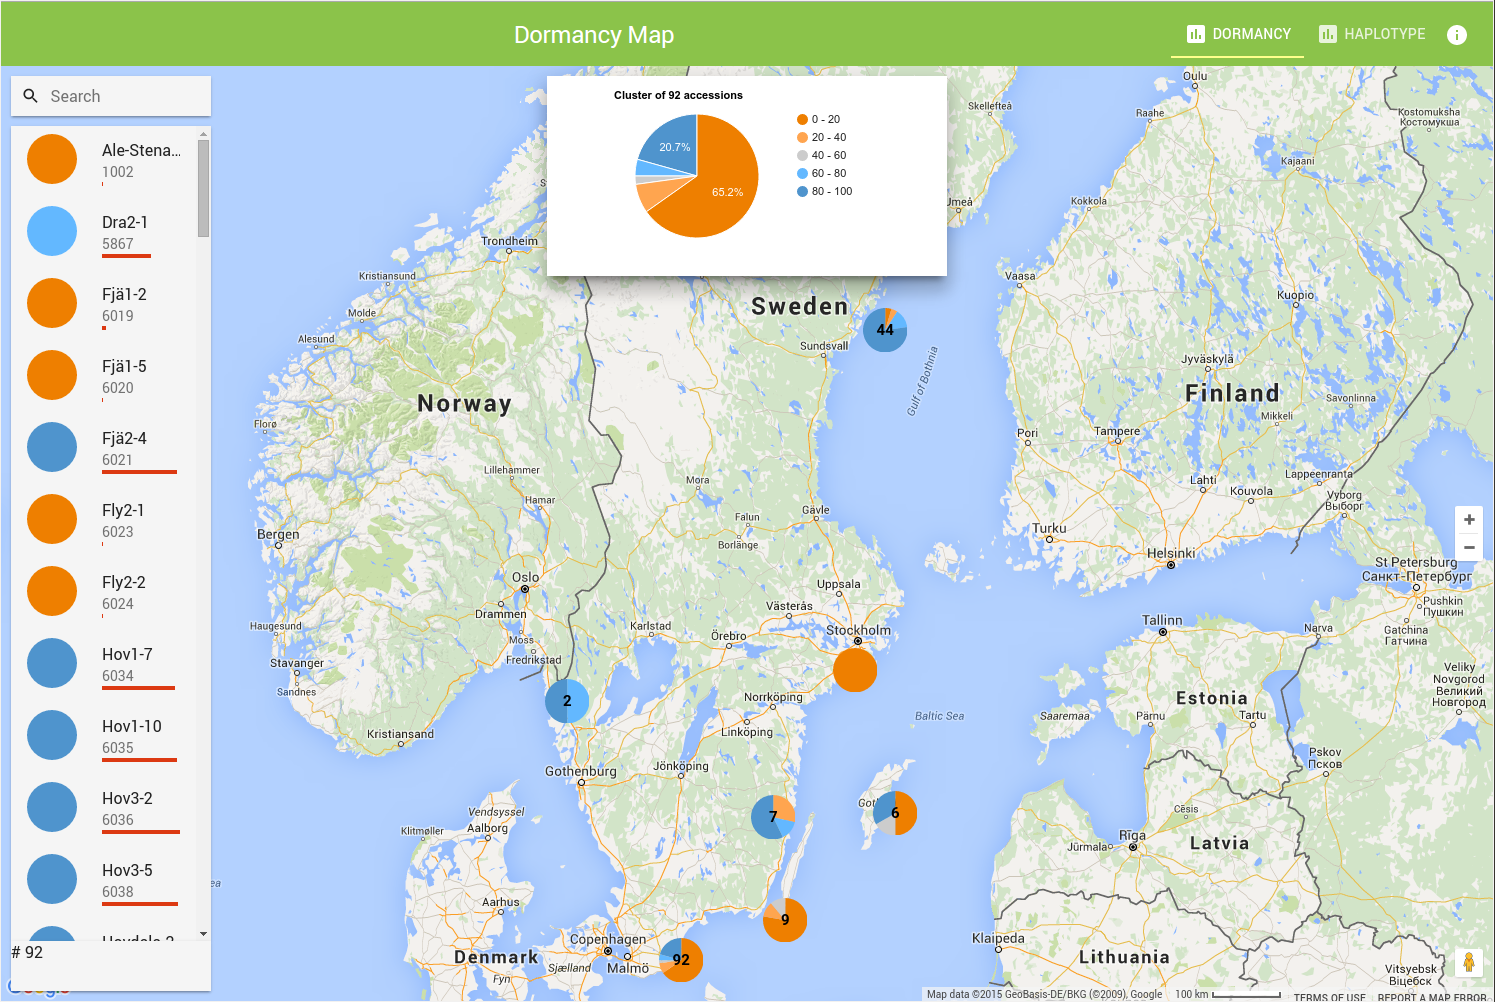 Dormancy Map
DORMANCY
HAPLOTYPE
Search
Ale-Stena...
1002
Dra2-1
5867
Fjä1-2
6019
Fjä1-5
6020
Fjä2-4
6021
Fly2-1
6023
Fly2-2
6024
Hov1-7
6034
Hov1-10
6035
Hov3-2
6036
Hov3-5
6038
# 92
Cluster of 92 accessions
20.7%
65.2%
0 - 20
20 - 40
40 - 60
60 - 80
80 - 100
Oulu
Skellefteå
Raahe
Kostomuksha
Костомукша
Kajaani
Kokkola
Umeå
Trondheim
Kristiansund
Vaasa
Kuopio
Molde
Sweden
44
Alesund
Sundsvall
Gulf of Bothnia
Jyväskylä
Finland
Savonlinna
Norway
Mikkeli
Florø
Pori
Tampere
Lillehammer
Mora
Lappeenranta
Lahti
Kouvola
Vyborg
Выборг
Hamar
Gävle
Falun
Borlänge
Turku
Bergen
Helsinki
St Petersburg
Санкт-Петербург
Oslo
Uppsala
Västerås
Drammen
Pushkin
Пушкин
Haugesund
Moss
Karlstad
Örebro
Stockholm
Tallinn
Narva
Gatchina
Гатчина
Fredrikstad
Stavanger
Sandnes
Veliky
Novgorod
Великий
Новгород
2
Norrköping
Estonia
Saaremaa
Pärnu
Tartu
Baltic Sea
Linköping
Kristiansand
Pskov
Псков
Gothenburg
Jönköping
Vendsyssel
Klitmøller
Aalborg
7
6
Cēsis
Rīga
Jūrmala
Latvia
Aarhus
9
Copenhagen
Malmö
Denmark
Sjælland
Fyn
92
Klaipeda
Lithuania
Vitsyebsk
Віцебск
Map data ©2015 GeoBasis-DE/BKG (©2009), Google
100 km
TERMS OF USE
REPORT A MAP ERROR